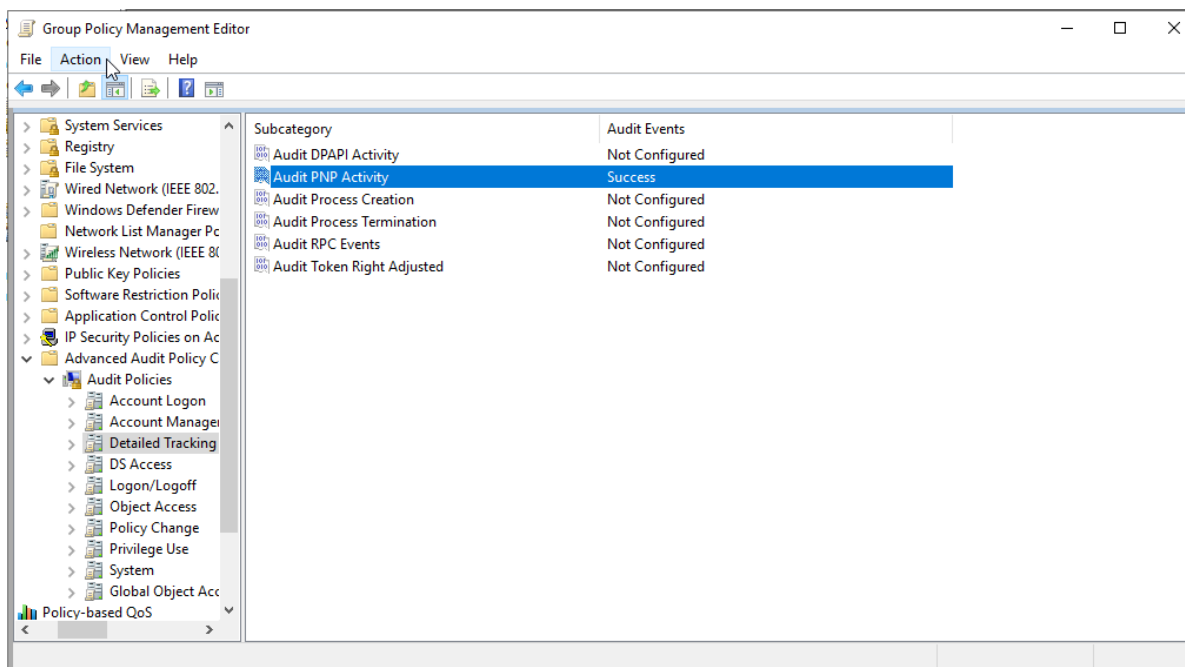 Group Policy Management Editor
File Action View Help
System Services
Registry
File System
Wired Network (IEEE 802.
Windows Defender Firew
Network List Manager Pc
Wireless Network (IEEE 80
Public Key Policies
Software Restriction Polic
Application Control Polic
IP Security Policies on Ac
Advanced Audit Policy C
Audit Policies
Account Logon
Account Manager
Detailed Tracking
DS Access
Logon/Logoff
Object Access
Policy Change
Privilege Use
System
Global Object Acc
Policy-based QoS
Subcategory Audit Events
Audit DPAPI Activity Not Configured
Audit PNP Activity Success
Audit Process Creation Not Configured
Audit Process Termination Not Configured
Audit RPC Events Not Configured
Audit Token Right Adjusted Not Configured